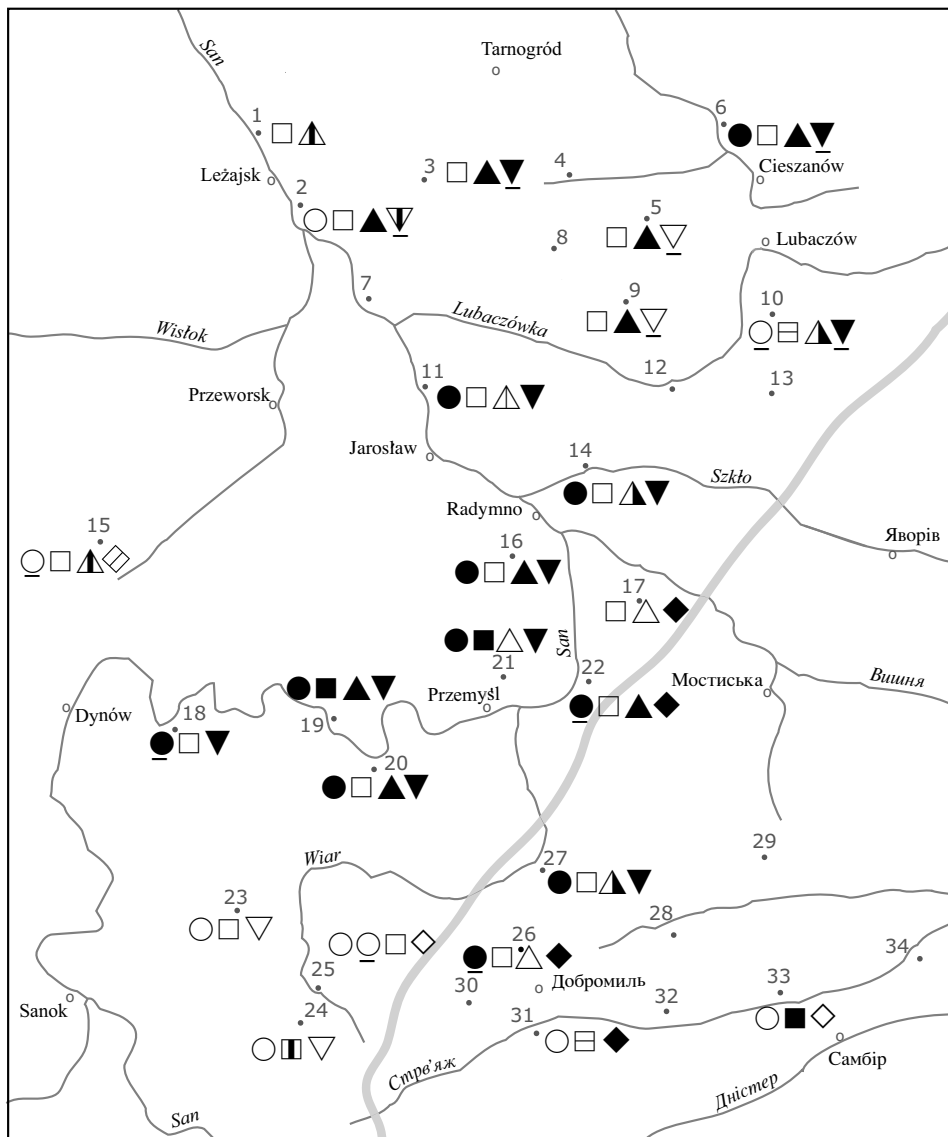 San
Tarnogród
1
6
Leżajsk
3
4
Cieszanów
2
5
8
Lubaczów
7
9
10
Lubaczówka
Wisłok
12
13
Przeworsk
11
Jarosław
14
Szkło
Radymno
15
16
Яворів
17
San
21
22
Мостиська
Вишня
Przemyśl
Dynów
18
19
20
29
Wiar
27
23
28
26
34
25
Добромиль
30
33
Sanok
24
31
32
Самбір
Стрв'яж
Дністер
San